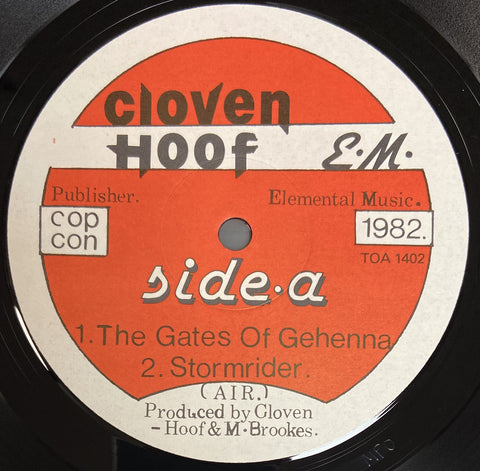 cloven
HOOF E.M.
Publisher. Elemental Music.
cop
con 1982.
TOA 1402
side.a
1.The Gates Of Gehenna
2. Stormrider.
(AIR.)
Produced by Cloven
-Hoof & M.Brookes.